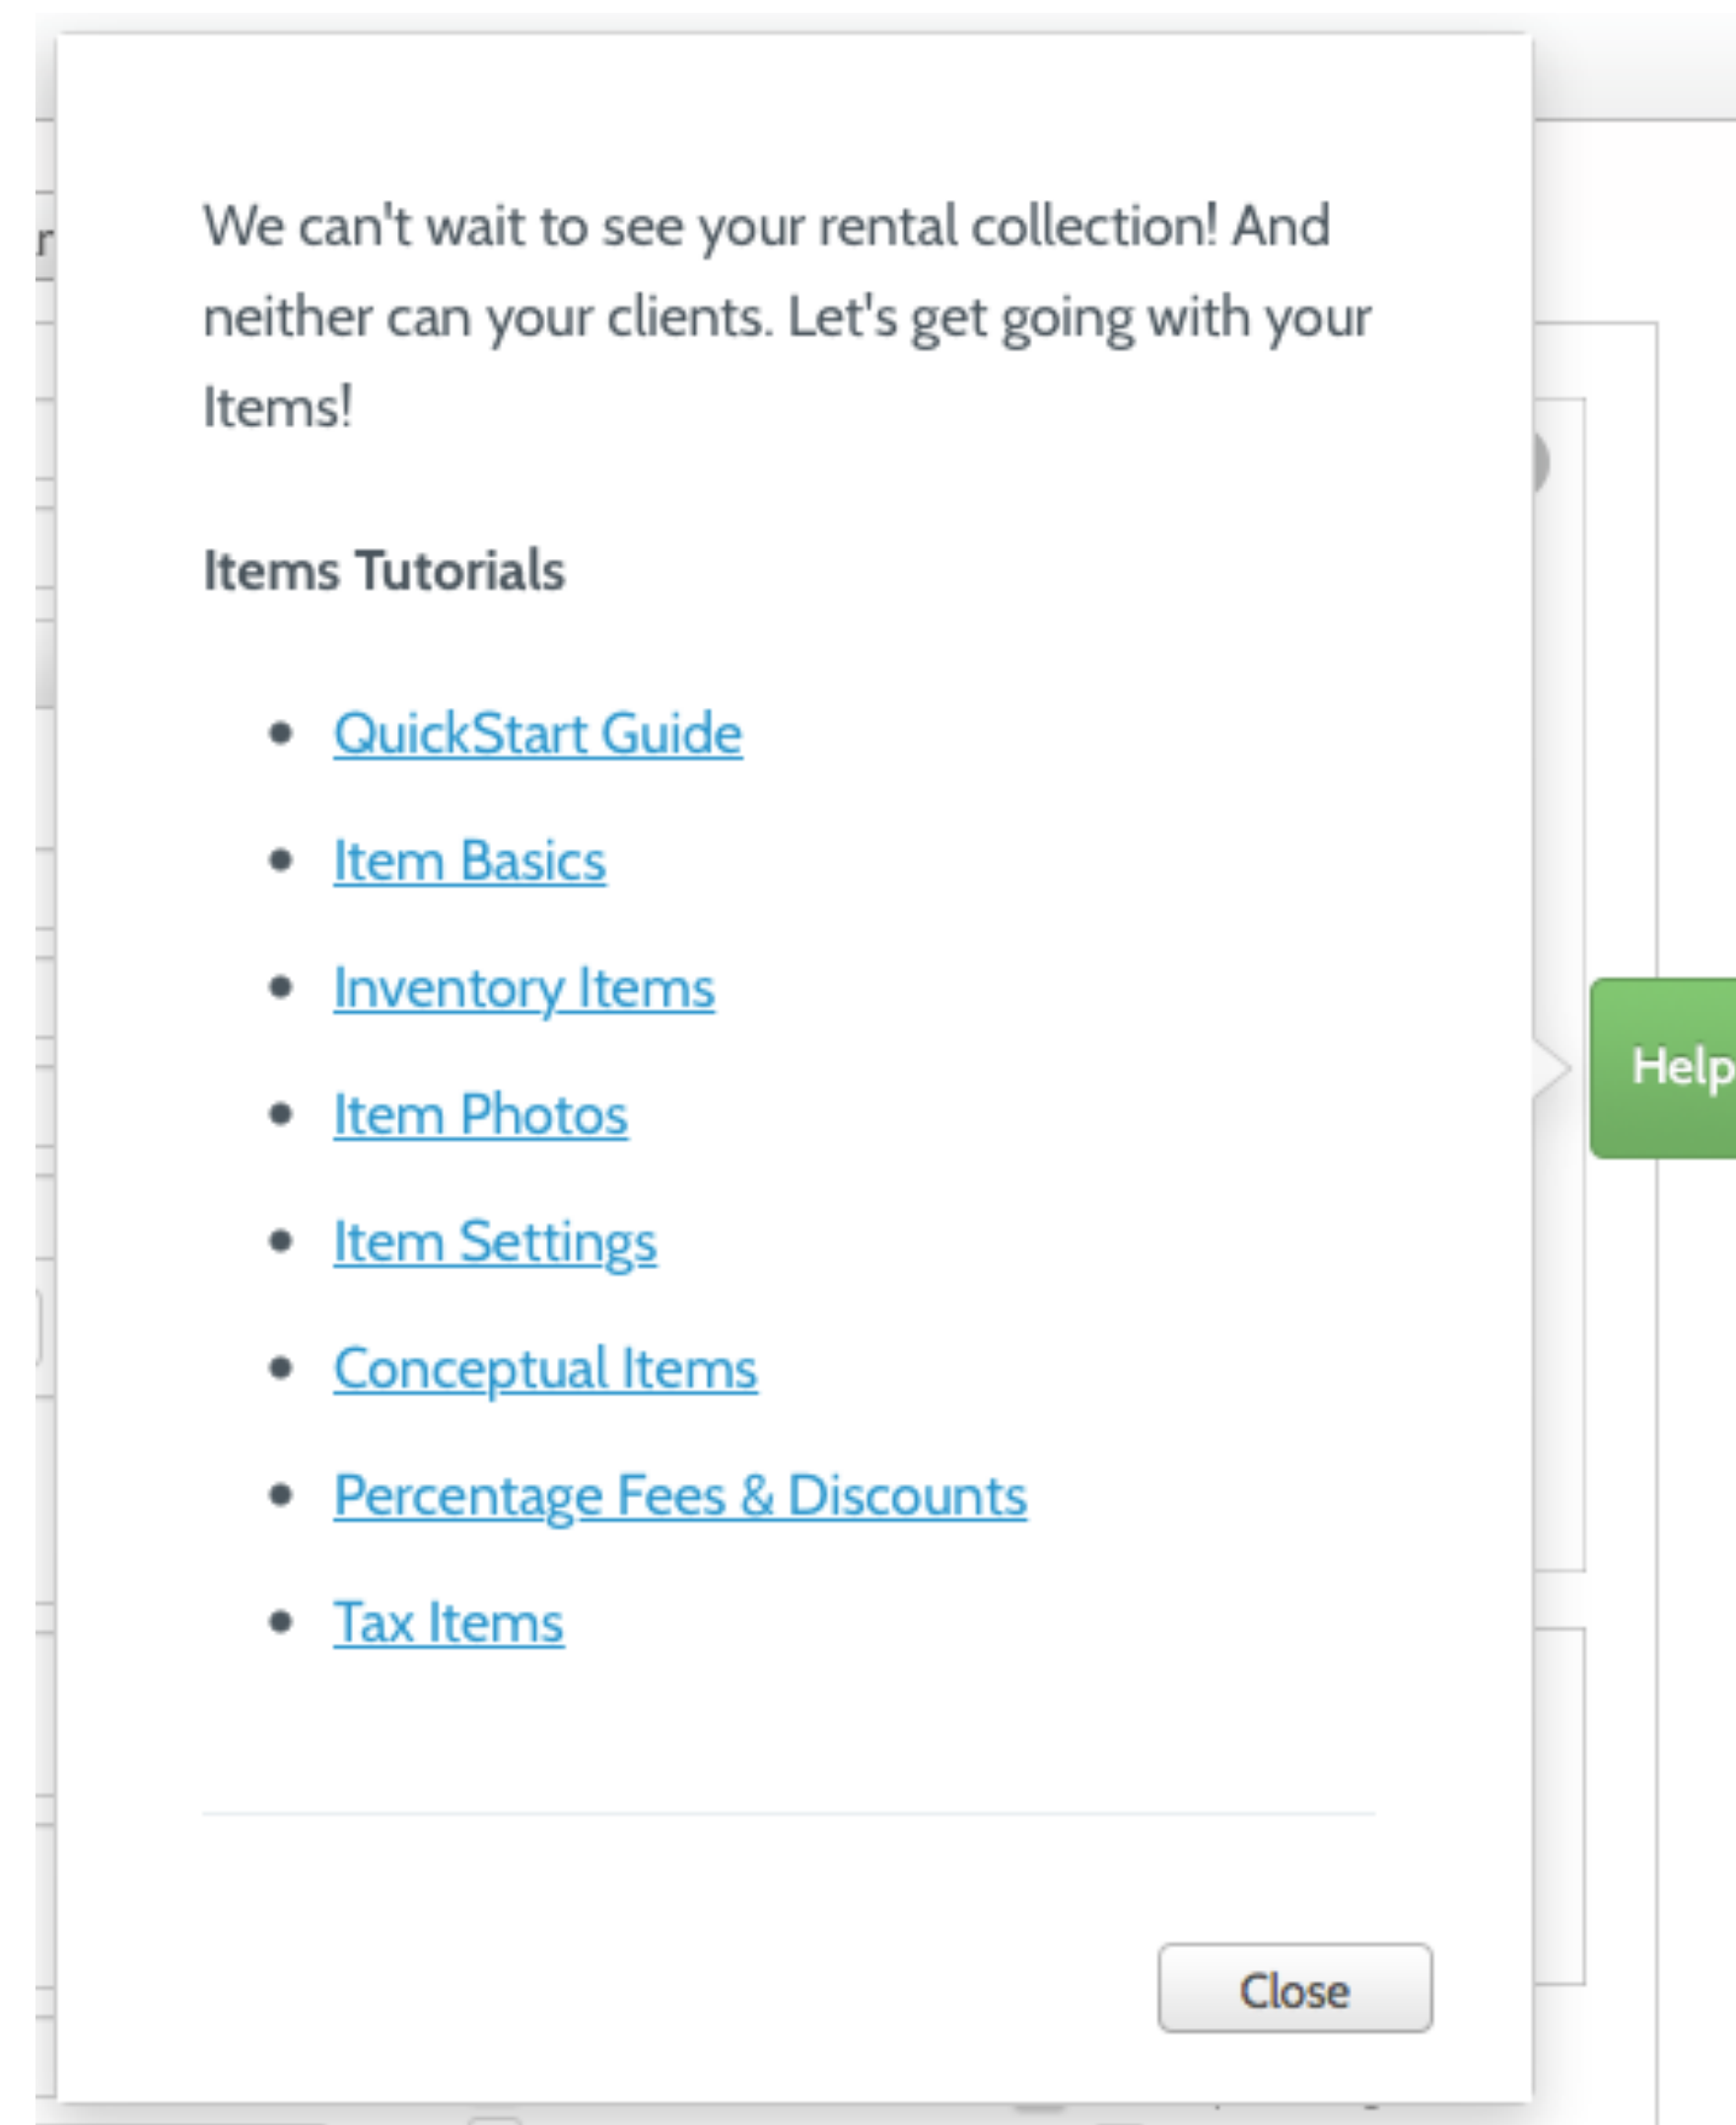 We can't wait to see your rental collection! And
neither can your clients. Let's get going with your
Items!
Items Tutorials
QuickStart Guide
Item Basics
Inventory Items
Item Photos
Item Settings
Conceptual Items
Percentage Fees & Discounts
Tax Items
Help
Close